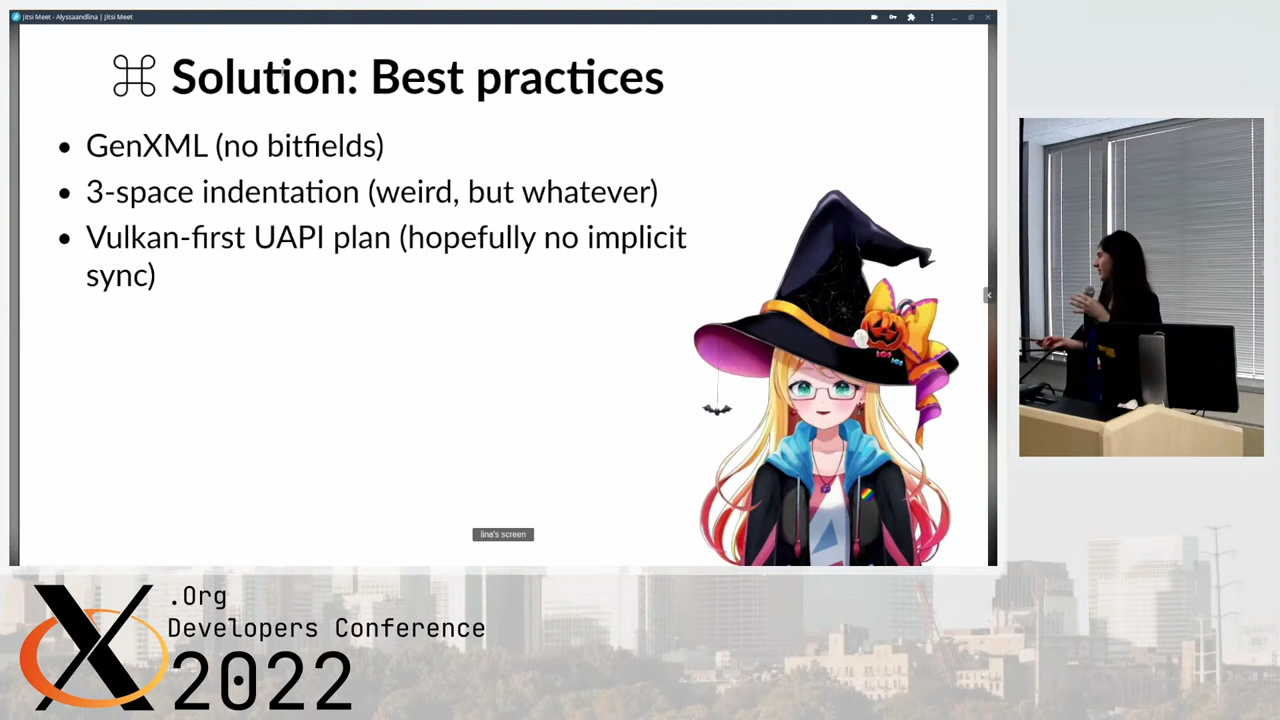 Jitsi Meet - Alyssaandlina | Jitsi Meet
⌘ Solution: Best practices
• GenXML (no bitfields)
• 3-space indentation (weird, but whatever)
• Vulkan-first UAPI plan (hopefully no implicit
sync)
lina's screen
X.Org
Developers Conference
2022